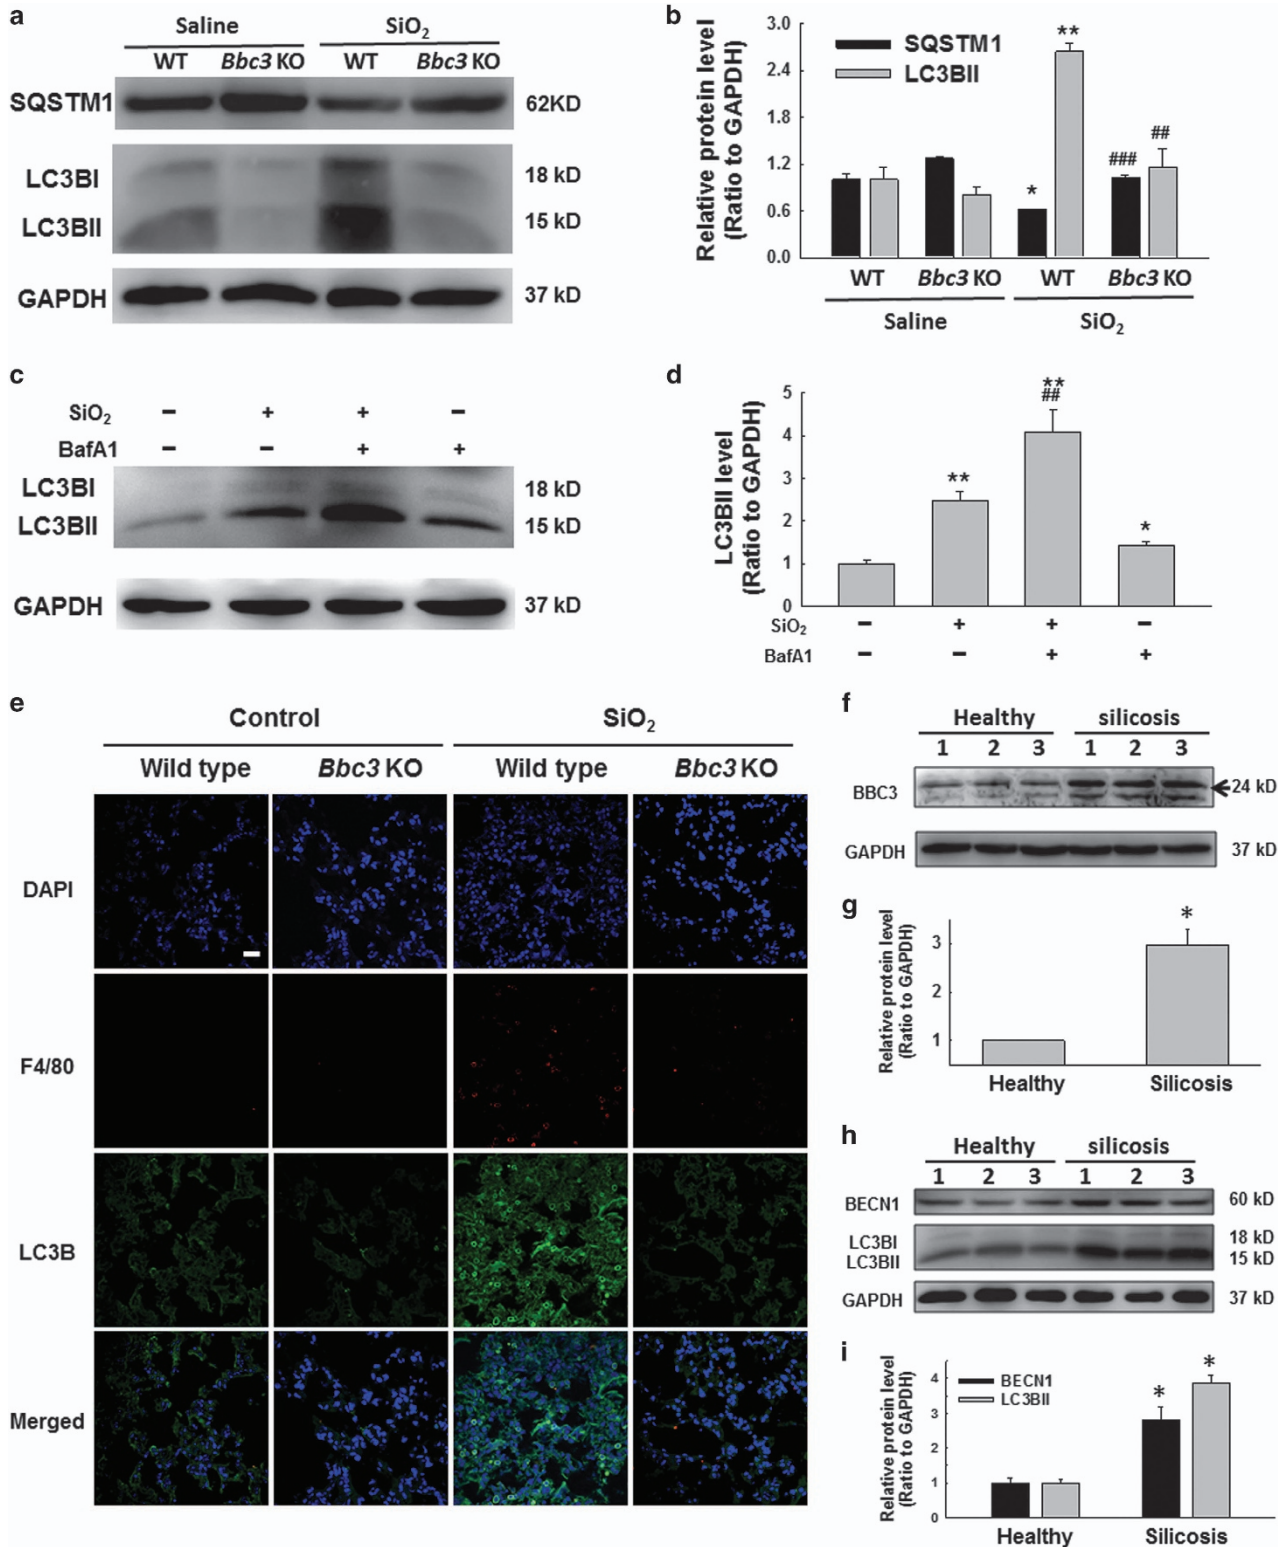 a
Saline SiO₂
WT Bbc3 KO WT Bbc3 KO
SQSTM1 62KD
LC3BI 18 kD
LC3BII 15 kD
GAPDH 37 kD
b
Relative protein level
(Ratio to GAPDH)
3.0
2.4
1.8
1.2
0.6
0.0
SQSTM1
LC3BII
* ** ### ##
WT Bbc3 KO WT Bbc3 KO
Saline SiO₂
c
SiO₂ − + + −
BafA1 − − + +
LC3BI 18 kD
LC3BII 15 kD
GAPDH 37 kD
d
LC3BII level
(Ratio to GAPDH)
5
4
3
2
1
0
** ** ## *
SiO₂ − + + −
BafA1 − − + +
e
Control SiO₂
Wild type Bbc3 KO Wild type Bbc3 KO
DAPI
F4/80
LC3B
Merged
f
Healthy silicosis
1 2 3 1 2 3
BBC3 24 kD
GAPDH 37 kD
g
Relative protein level
(Ratio to GAPDH)
3
2
1
*
Healthy Silicosis
h
Healthy silicosis
1 2 3 1 2 3
BECN1 60 kD
LC3BI 18 kD
LC3BII 15 kD
GAPDH 37 kD
i
Relative protein level
(Ratio to GAPDH)
4
3
2
1
0
BECN1
LC3BII
* *
Healthy Silicosis